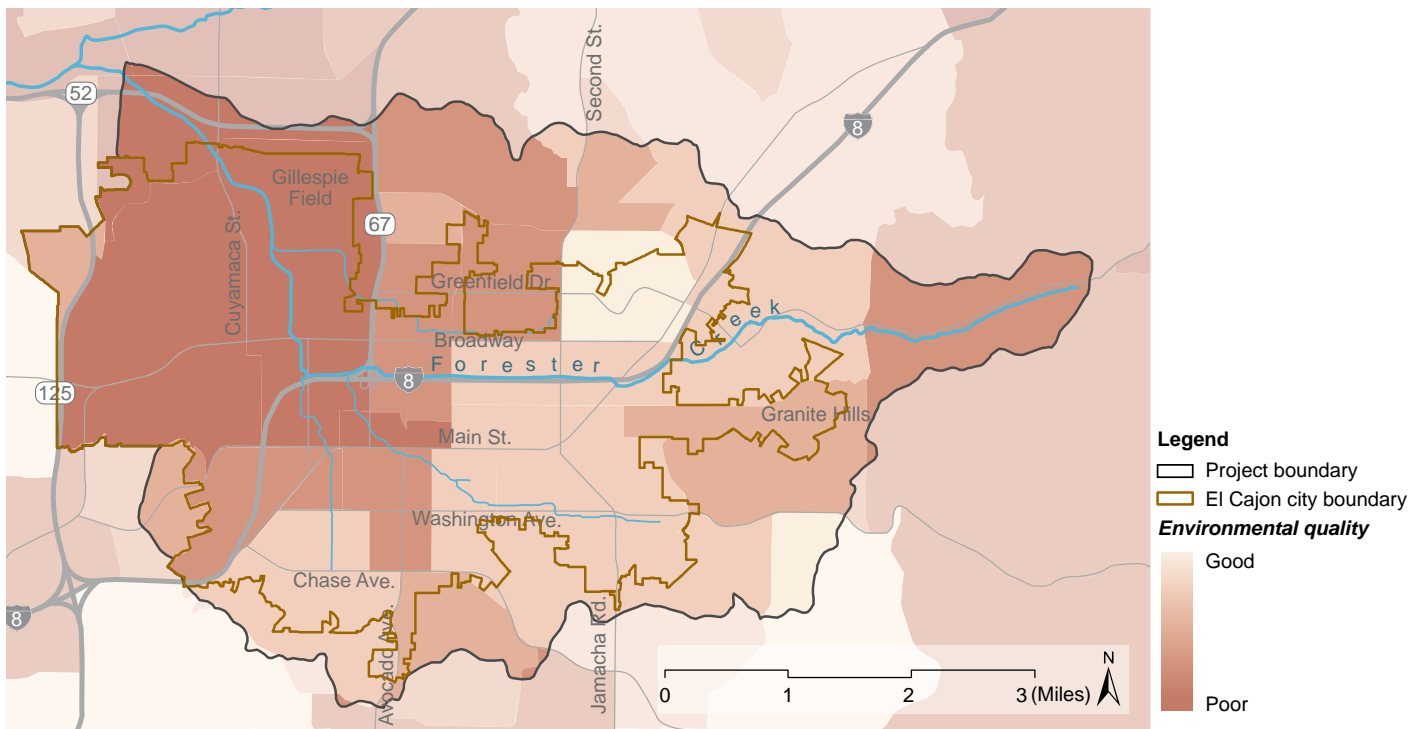 52
Second St.
8
Gillespie
Field
67
Cuyamaca St.
Greenfield Dr
Creek
Broadway
Forester
8
125
Granite Hills
Main St.
Washington Ave.
Chase Ave.
8
Avocado Ave.
Jamacha Rd.
N
0 1 2 3 (Miles)
Legend
Project boundary
El Cajon city boundary
Environmental quality
Good
Poor